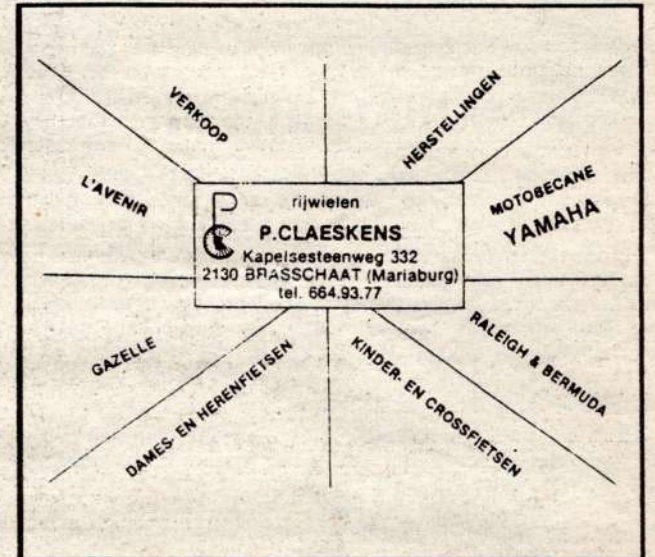 VERKOOP
HERSTELLINGEN
L'AVENIR
MOTOBECANE
YAMAHA
rijwielen
P.CLAESKENS
Kapelsesteenweg 332
2130 BRASSCHAAT (Mariaburg)
tel. 664.93.77
GAZELLE
DAMES- EN HERENFIETSEN
KINDER- EN CROSSFIETSEN
RALEIGH & BERMUDA